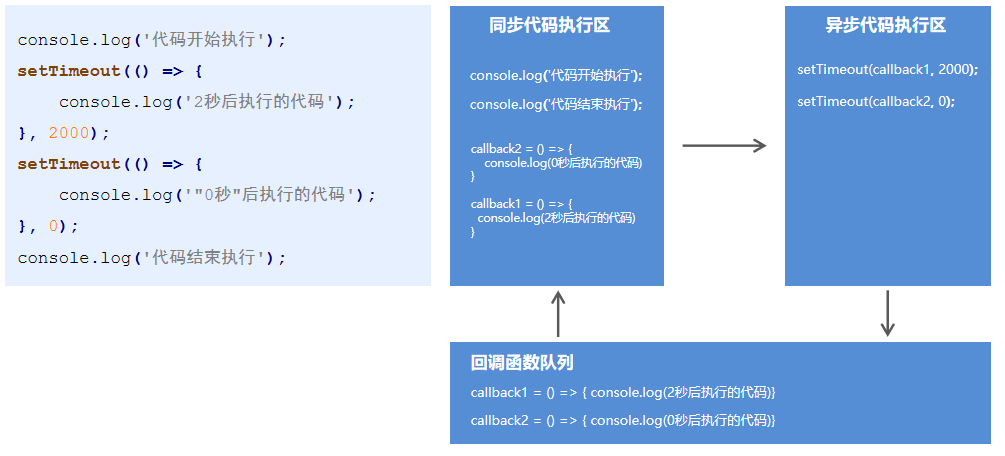 console.log('代码开始执行');
setTimeout(() => {
    console.log('2秒后执行的代码');
}, 2000);
setTimeout(() => {
    console.log('"0秒"后执行的代码');
}, 0);
console.log('代码结束执行');
同步代码执行区
console.log('代码开始执行');
console.log('代码结束执行');
callback2 = () => {
    console.log(0秒后执行的代码)
}
callback1 = () => {
  console.log(2秒后执行的代码)
}
异步代码执行区
setTimeout(callback1, 2000);
setTimeout(callback2, 0);
回调函数队列
callback1 = () => { console.log(2秒后执行的代码)}
callback2 = () => { console.log(0秒后执行的代码)}